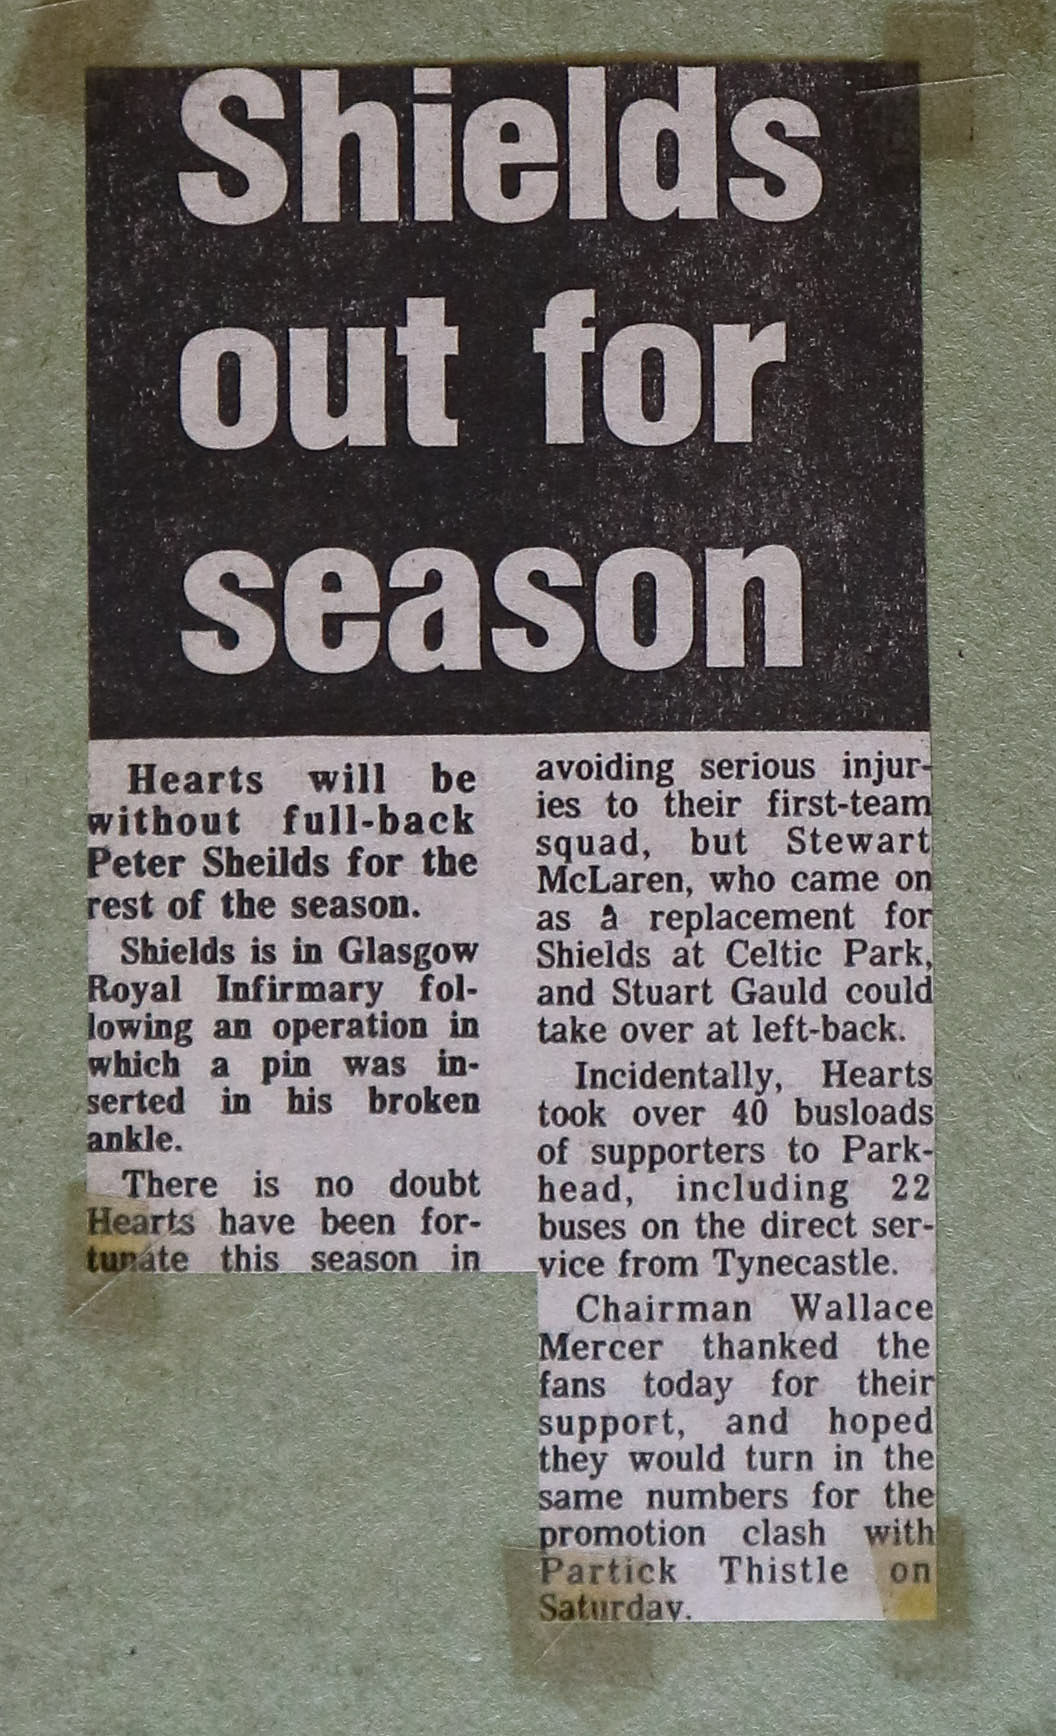 Shields
out for
season
Hearts will be
without full-back
Peter Sheilds for the
rest of the season.
Shields is in Glasgow
Royal Infirmary fol-
lowing an operation in
which a pin was in-
serted in his broken
ankle.
There is no doubt
Hearts have been for-
tunate this season in
avoiding serious injur-
ies to their first-team
squad, but Stewart
McLaren, who came on
as a replacement for
Shields at Celtic Park,
and Stuart Gauld could
take over at left-back.
Incidentally, Hearts
took over 40 busloads
of supporters to Park-
head, including 22
buses on the direct ser-
vice from Tynecastle.
Chairman Wallace
Mercer thanked the
fans today for their
support, and hoped
they would turn in the
same numbers for the
promotion clash with
Partick Thistle on
Saturday.